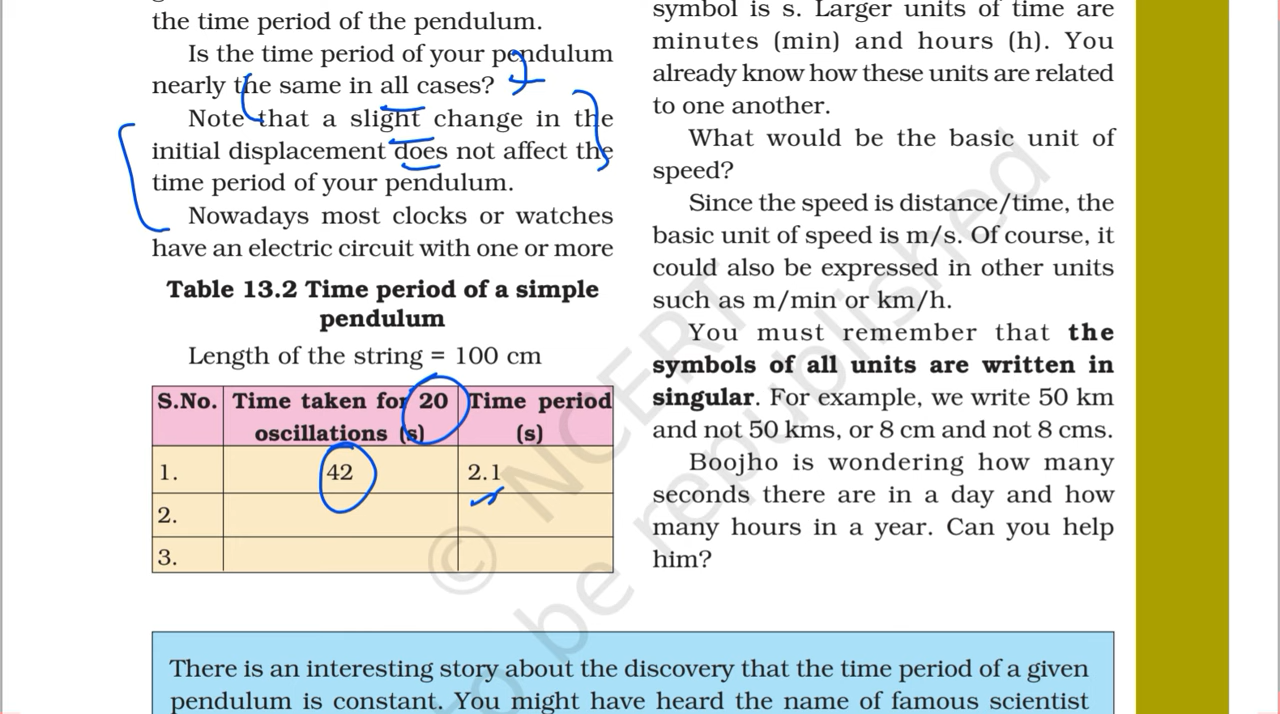 the time period of the pendulum.
Is the time period of your pendulum
nearly the same in all cases?
Note that a slight change in the
initial displacement does not affect the
time period of your pendulum.
Nowadays most clocks or watches
have an electric circuit with one or more
Table 13.2 Time period of a simple
pendulum
Length of the string = 100 cm
S.No. Time taken for 20 oscillations (s) Time period (s)
1. 42 2.1
2.
3.
symbol is s. Larger units of time are
minutes (min) and hours (h). You
already know how these units are related
to one another.
What would be the basic unit of
speed?
Since the speed is distance/time, the
basic unit of speed is m/s. Of course, it
could also be expressed in other units
such as m/min or km/h.
You must remember that the
symbols of all units are written in
singular. For example, we write 50 km
and not 50 kms, or 8 cm and not 8 cms.
Boojho is wondering how many
seconds there are in a day and how
many hours in a year. Can you help
him?
There is an interesting story about the discovery that the time period of a given
pendulum is constant. You might have heard the name of famous scientist
© NCERT
to be republished